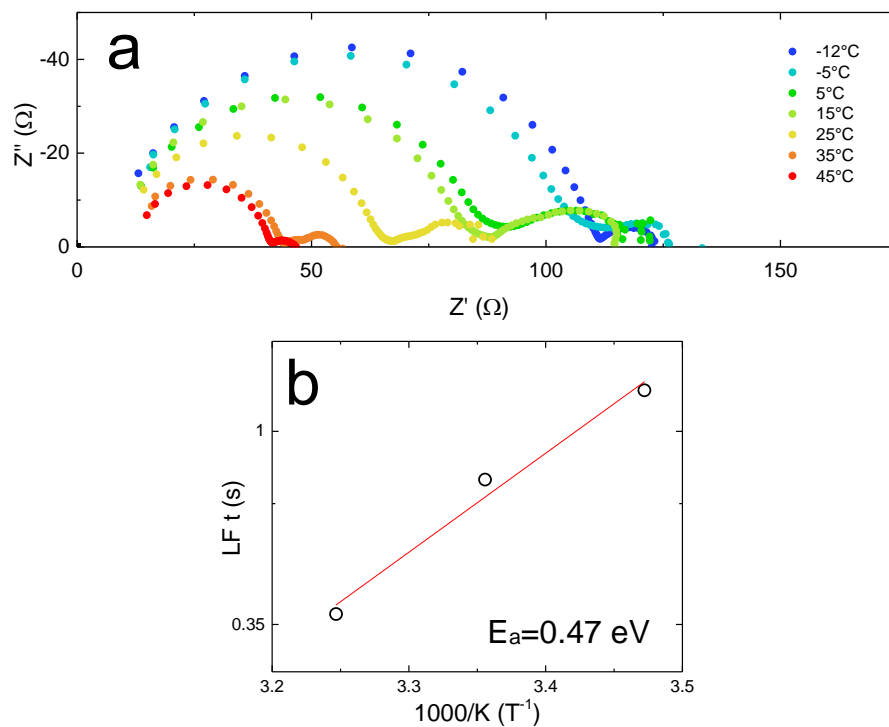 a
-40
-20
0
Z'' (Ω)
0
50
100
150
Z' (Ω)
-12°C
-5°C
5°C
15°C
25°C
35°C
45°C
b
1
0.35
LF t (s)
Ea=0.47 eV
3.2
3.3
3.4
3.5
1000/K (T⁻¹)